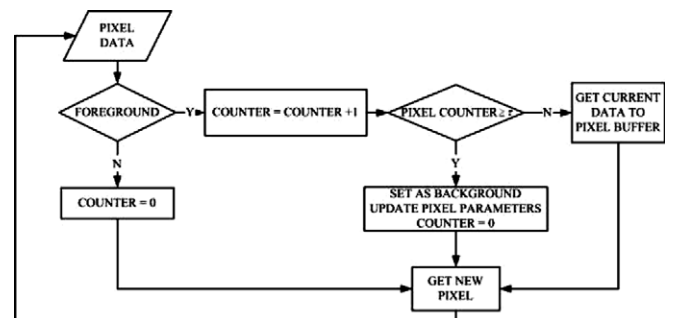 PIXEL
DATA
FOREGROUND
Y
COUNTER = COUNTER +1
PIXEL COUNTER ≥ τ
N
GET CURRENT
DATA TO
PIXEL BUFFER
N
Y
COUNTER = 0
SET AS BACKGROUND
UPDATE PIXEL PARAMETERS
COUNTER = 0
GET NEW
PIXEL